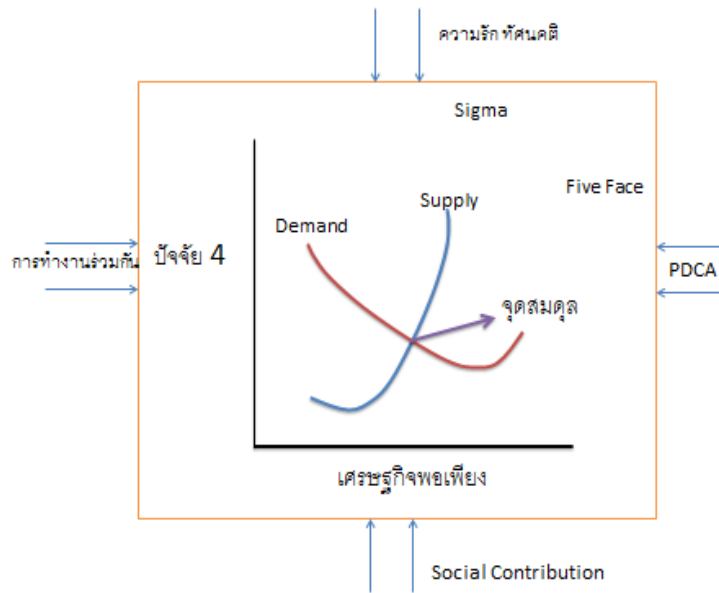 ความรัก ทัศนคติ
Sigma
Five Face
Supply
Demand
การทำงานร่วมกัน
ปัจจัย 4
PDCA
จุดสมดุล
เศรษฐกิจพอเพียง
Social Contribution